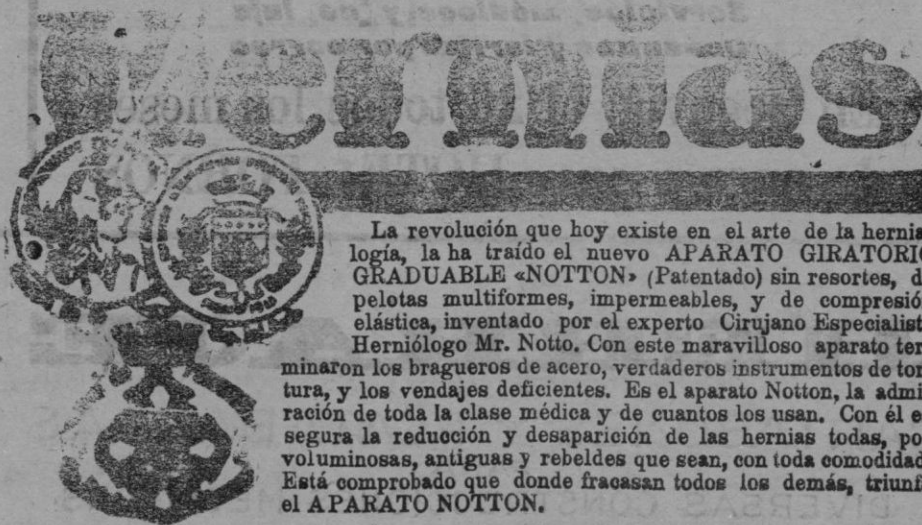 Hernias
La revolución que hoy existe en el arte de la hernia
logía, la ha traído el nuevo APARATO GIRATORIO
GRADUABLE «NOTTON» (Patentado) sin resortes, d
pelotas multiformes, impermeables, y de compresió
elástica, inventado por el experto Cirujano Especialist
Herniólogo Mr. Notto. Con este maravilloso aparato ter
minaron los bragueros de acero, verdaderos instrumentos de tor
tura, y los vendajes deficientes. Es el aparato Notton, la admi
ración de toda la clase médica y de cuantos los usan. Con él e
segura la reducción y desaparición de las hernias todas, po
voluminosas, antiguas y rebeldes que sean, con toda comodidad
Está comprobado que donde fracasan todos los demás, triunf
el APARATO NOTTON.